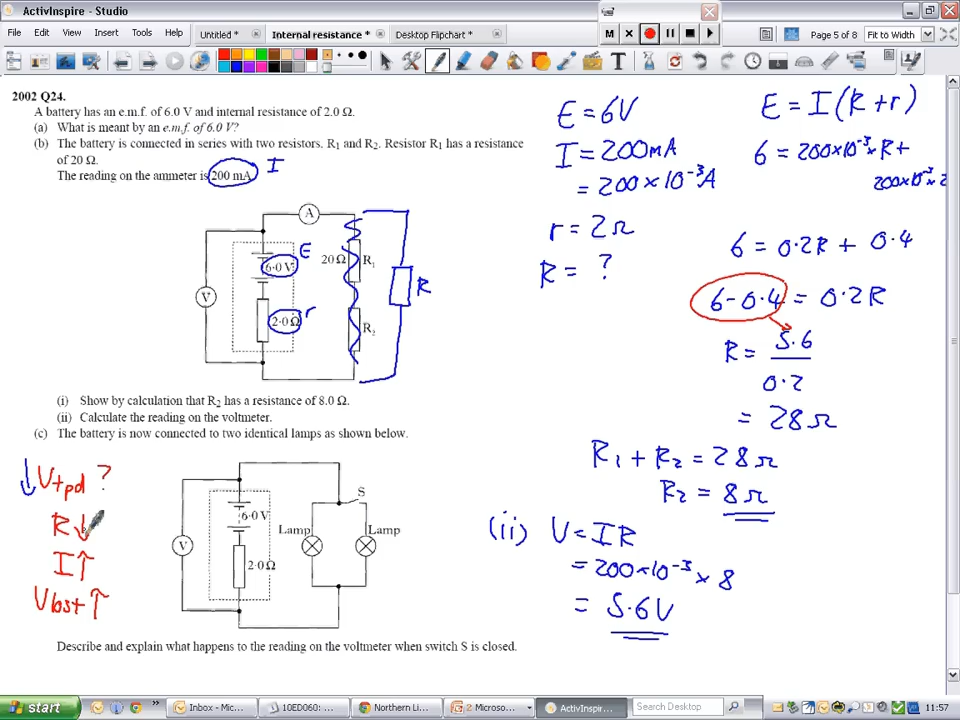 ActivInspire - Studio
File Edit View Insert Tools Help
Untitled * Internal resistance * Desktop Flipchart *
Page 5 of 8 Fit to Width
2002 Q24.
A battery has an e.m.f. of 6.0 V and internal resistance of 2.0 Ω.
(a) What is meant by an e.m.f. of 6.0 V?
(b) The battery is connected in series with two resistors. R1 and R2. Resistor R1 has a resistance
of 20 Ω.
The reading on the ammeter is 200 mA
I
A
V
6.0 V
E
2.0 Ω
r
20 Ω
R1
R2
R
(i) Show by calculation that R2 has a resistance of 8.0 Ω.
(ii) Calculate the reading on the voltmeter.
(c) The battery is now connected to two identical lamps as shown below.
↓Vtpd ?
R↓
I↑
Vlost ↑
V
6.0 V
2.0 Ω
Lamp
S
Lamp
Describe and explain what happens to the reading on the voltmeter when switch S is closed.
E = 6V
I = 200mA
= 200 × 10⁻³A
r = 2Ω
R = ?
E = I(R+r)
6 = 200×10⁻³×R +
200×10⁻³×2
6 = 0.2R + 0.4
6-0.4 = 0.2R
R = 5.6
0.2
= 28Ω
R1 + R2 = 28Ω
R2 = 8Ω
(ii) V = IR
= 200×10⁻³ × 8
= 5.6V
start Inbox - Mic... 10ED060: ... Northern Li... 2 Microso... ActivInspir... Search Desktop 11:57